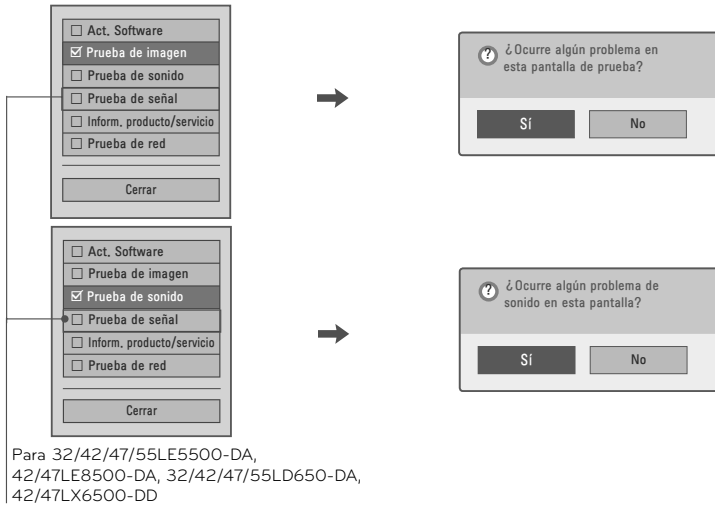 ☐ Act. Software
☑ Prueba de imagen
☐ Prueba de sonido
☐ Prueba de señal
☐ Inform. producto/servicio
☐ Prueba de red
Cerrar
? ¿Ocurre algún problema en
esta pantalla de prueba?
Sí
No
☐ Act. Software
☐ Prueba de imagen
☑ Prueba de sonido
☐ Prueba de señal
☐ Inform. producto/servicio
☐ Prueba de red
Cerrar
? ¿Ocurre algún problema de
sonido en esta pantalla?
Sí
No
Para 32/42/47/55LE5500-DA,
42/47LE8500-DA, 32/42/47/55LD650-DA,
42/47LX6500-DD